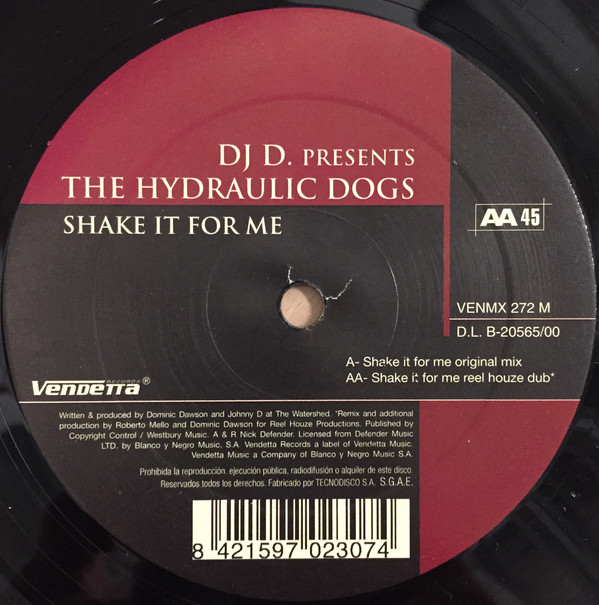 DJ D. PRESENTS
THE HYDRAULIC DOGS
SHAKE IT FOR ME
AA 45
VENMX 272 M
D.L. B-20565/00
A- Shake it for me original mix
AA- Shake it for me reel houze dub*
VENDETTA RECORDS ®
Written & produced by Dominic Dawson and Johnny D at The Watershed. *Remix and additional
production by Roberto Mello and Dominic Dawson for Reel Houze Productions. Published by
Copyright Control / Westbury Music. A & R Nick Defender. Licensed from Defender Music
LTD. by Blanco y Negro Music. S.A Vendetta Records a label of Vendetta Music.
Vendetta Music a Company of Blanco y Negro Music S.A.
Prohibida la reproducción. ejecución pública, radiodifusión o alquiler de este disco.
Reservados todos los derechos. Fabricado por TECNODISCO S.A. S.G.A.E.
8 421597 023074